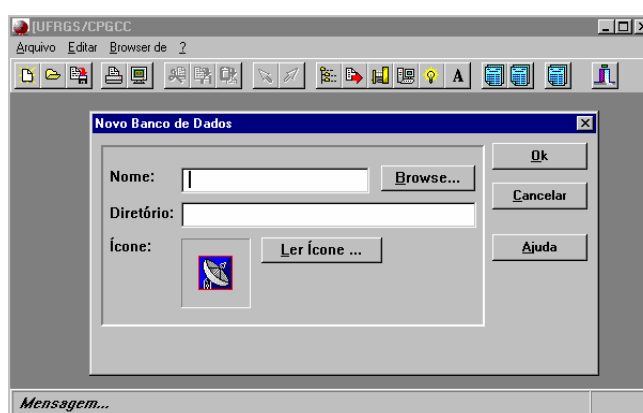 [UFRGS/CPGCC
Arquivo Editar Browser de ?
A
Novo Banco de Dados
Nome:
Browse...
Ok
Cancelar
Diretório:
Ícone:
Ler Ícone ...
Ajuda
Mensagem...